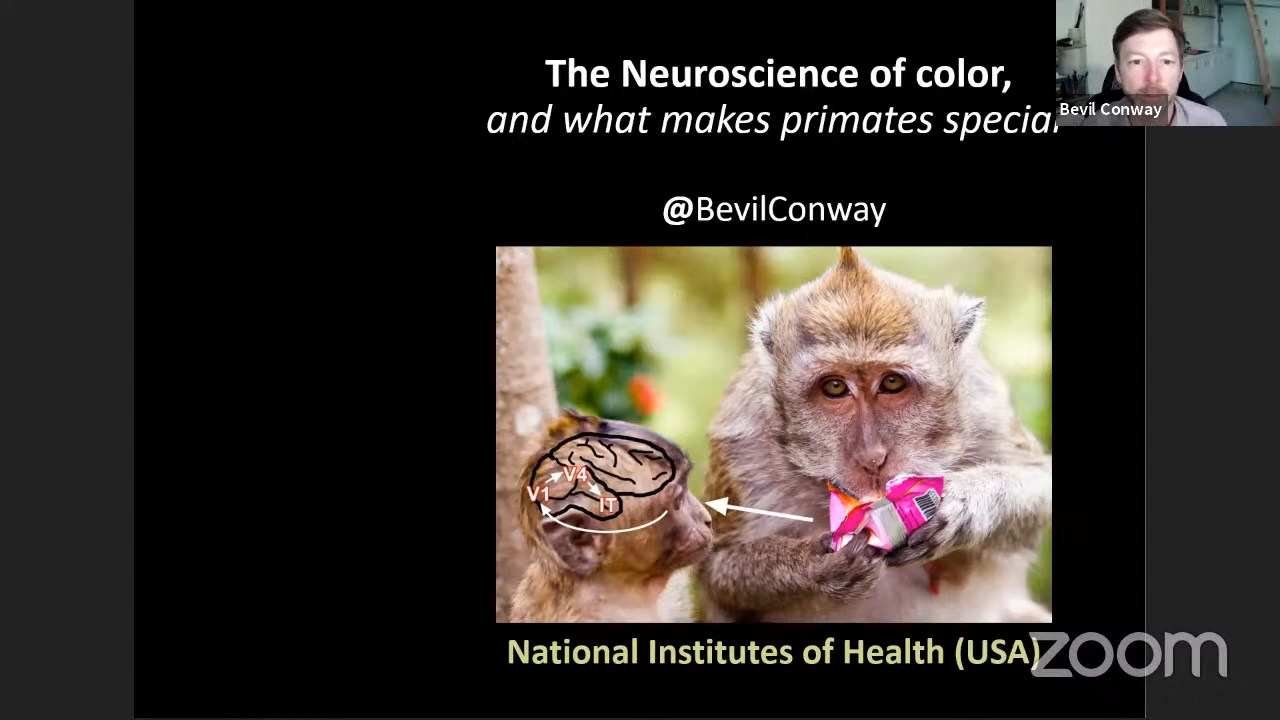 The Neuroscience of color,
and what makes primates special
@BevilConway
Bevil Conway
V4
V1
IT
National Institutes of Health (USA)
zoom